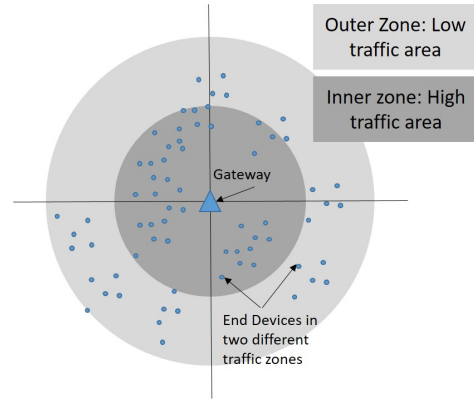 Outer Zone: Low
traffic area
Inner zone: High
traffic area
Gateway
End Devices in
two different
traffic zones